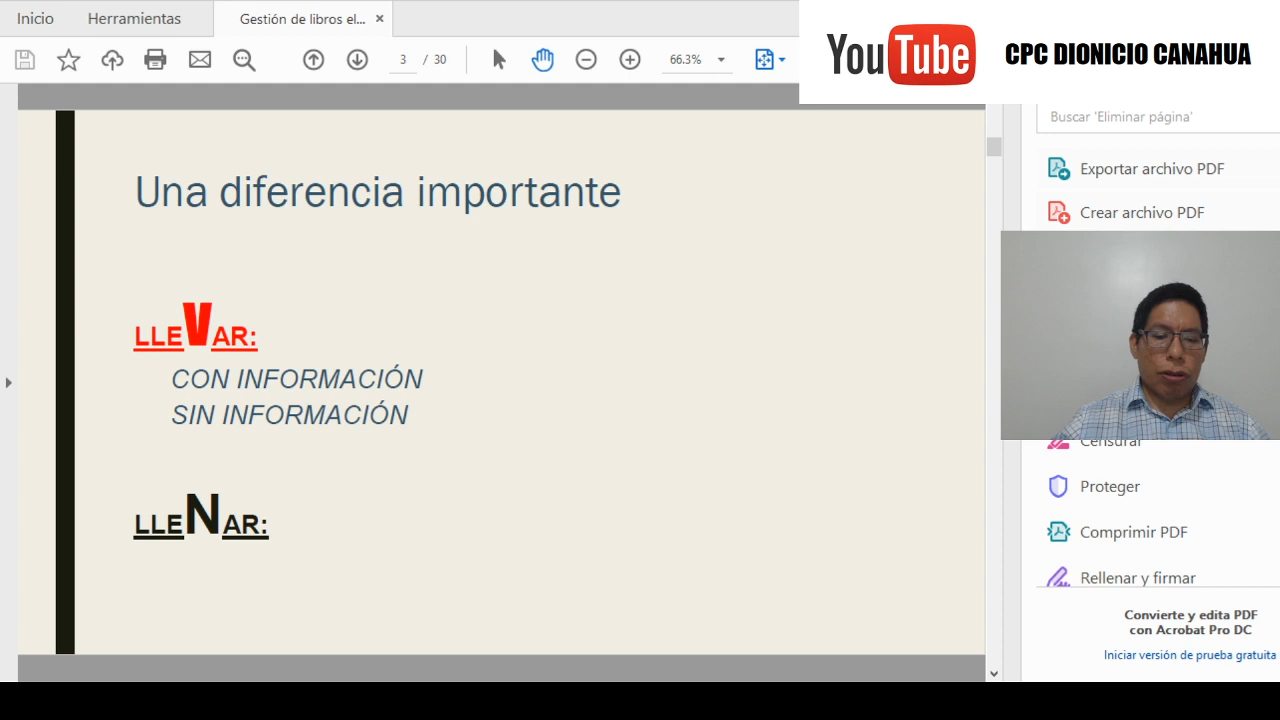 Inicio
Herramientas
Gestión de libros el... ×
3 / 30
66.3%
YouTube
CPC DIONICIO CANAHUA
Buscar 'Eliminar página'
Exportar archivo PDF
Crear archivo PDF
Una diferencia importante
LLEVAR:
CON INFORMACIÓN
SIN INFORMACIÓN
LLENAR:
Censurar
Proteger
Comprimir PDF
Rellenar y firmar
Convierte y edita PDF
con Acrobat Pro DC
Iniciar versión de prueba gratuita